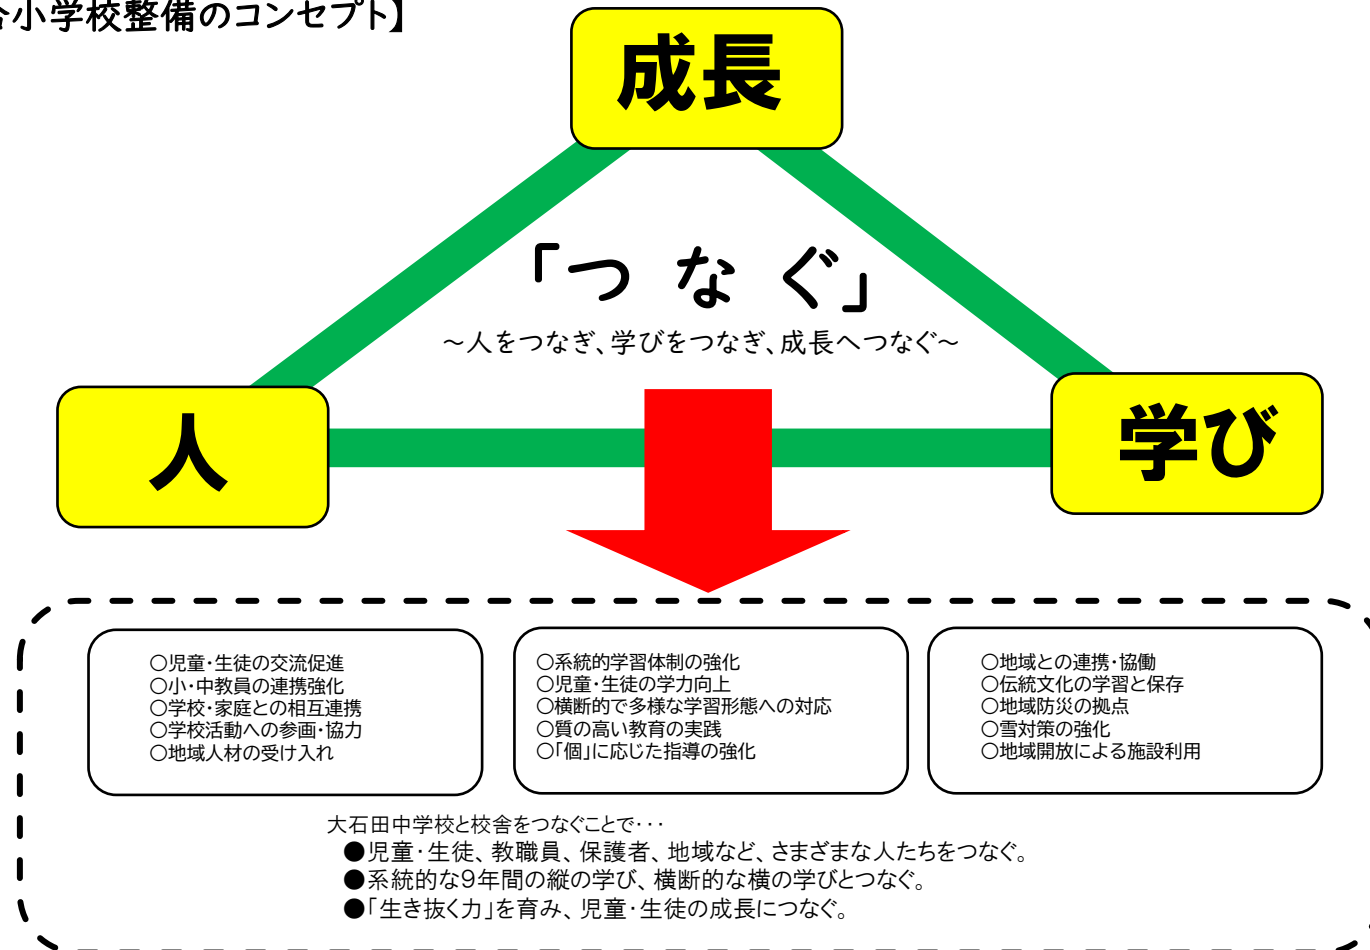 合小学校整備のコンセプト】
成長
「つ な ぐ」
～人をつなぎ、学びをつなぎ、成長へつなぐ～
人
学び
○児童・生徒の交流促進
○小・中教員の連携強化
○学校・家庭との相互連携
○学校活動への参画・協力
○地域人材の受け入れ
○系統的学習体制の強化
○児童・生徒の学力向上
○横断的で多様な学習形態への対応
○質の高い教育の実践
○「個」に応じた指導の強化
○地域との連携・協働
○伝統文化の学習と保存
○地域防災の拠点
○雪対策の強化
○地域開放による施設利用
大石田中学校と校舎をつなぐことで・・・
●児童・生徒、教職員、保護者、地域など、さまざまな人たちをつなぐ。
●系統的な9年間の縦の学び、横断的な横の学びとつなぐ。
●「生き抜く力」を育み、児童・生徒の成長につなぐ。